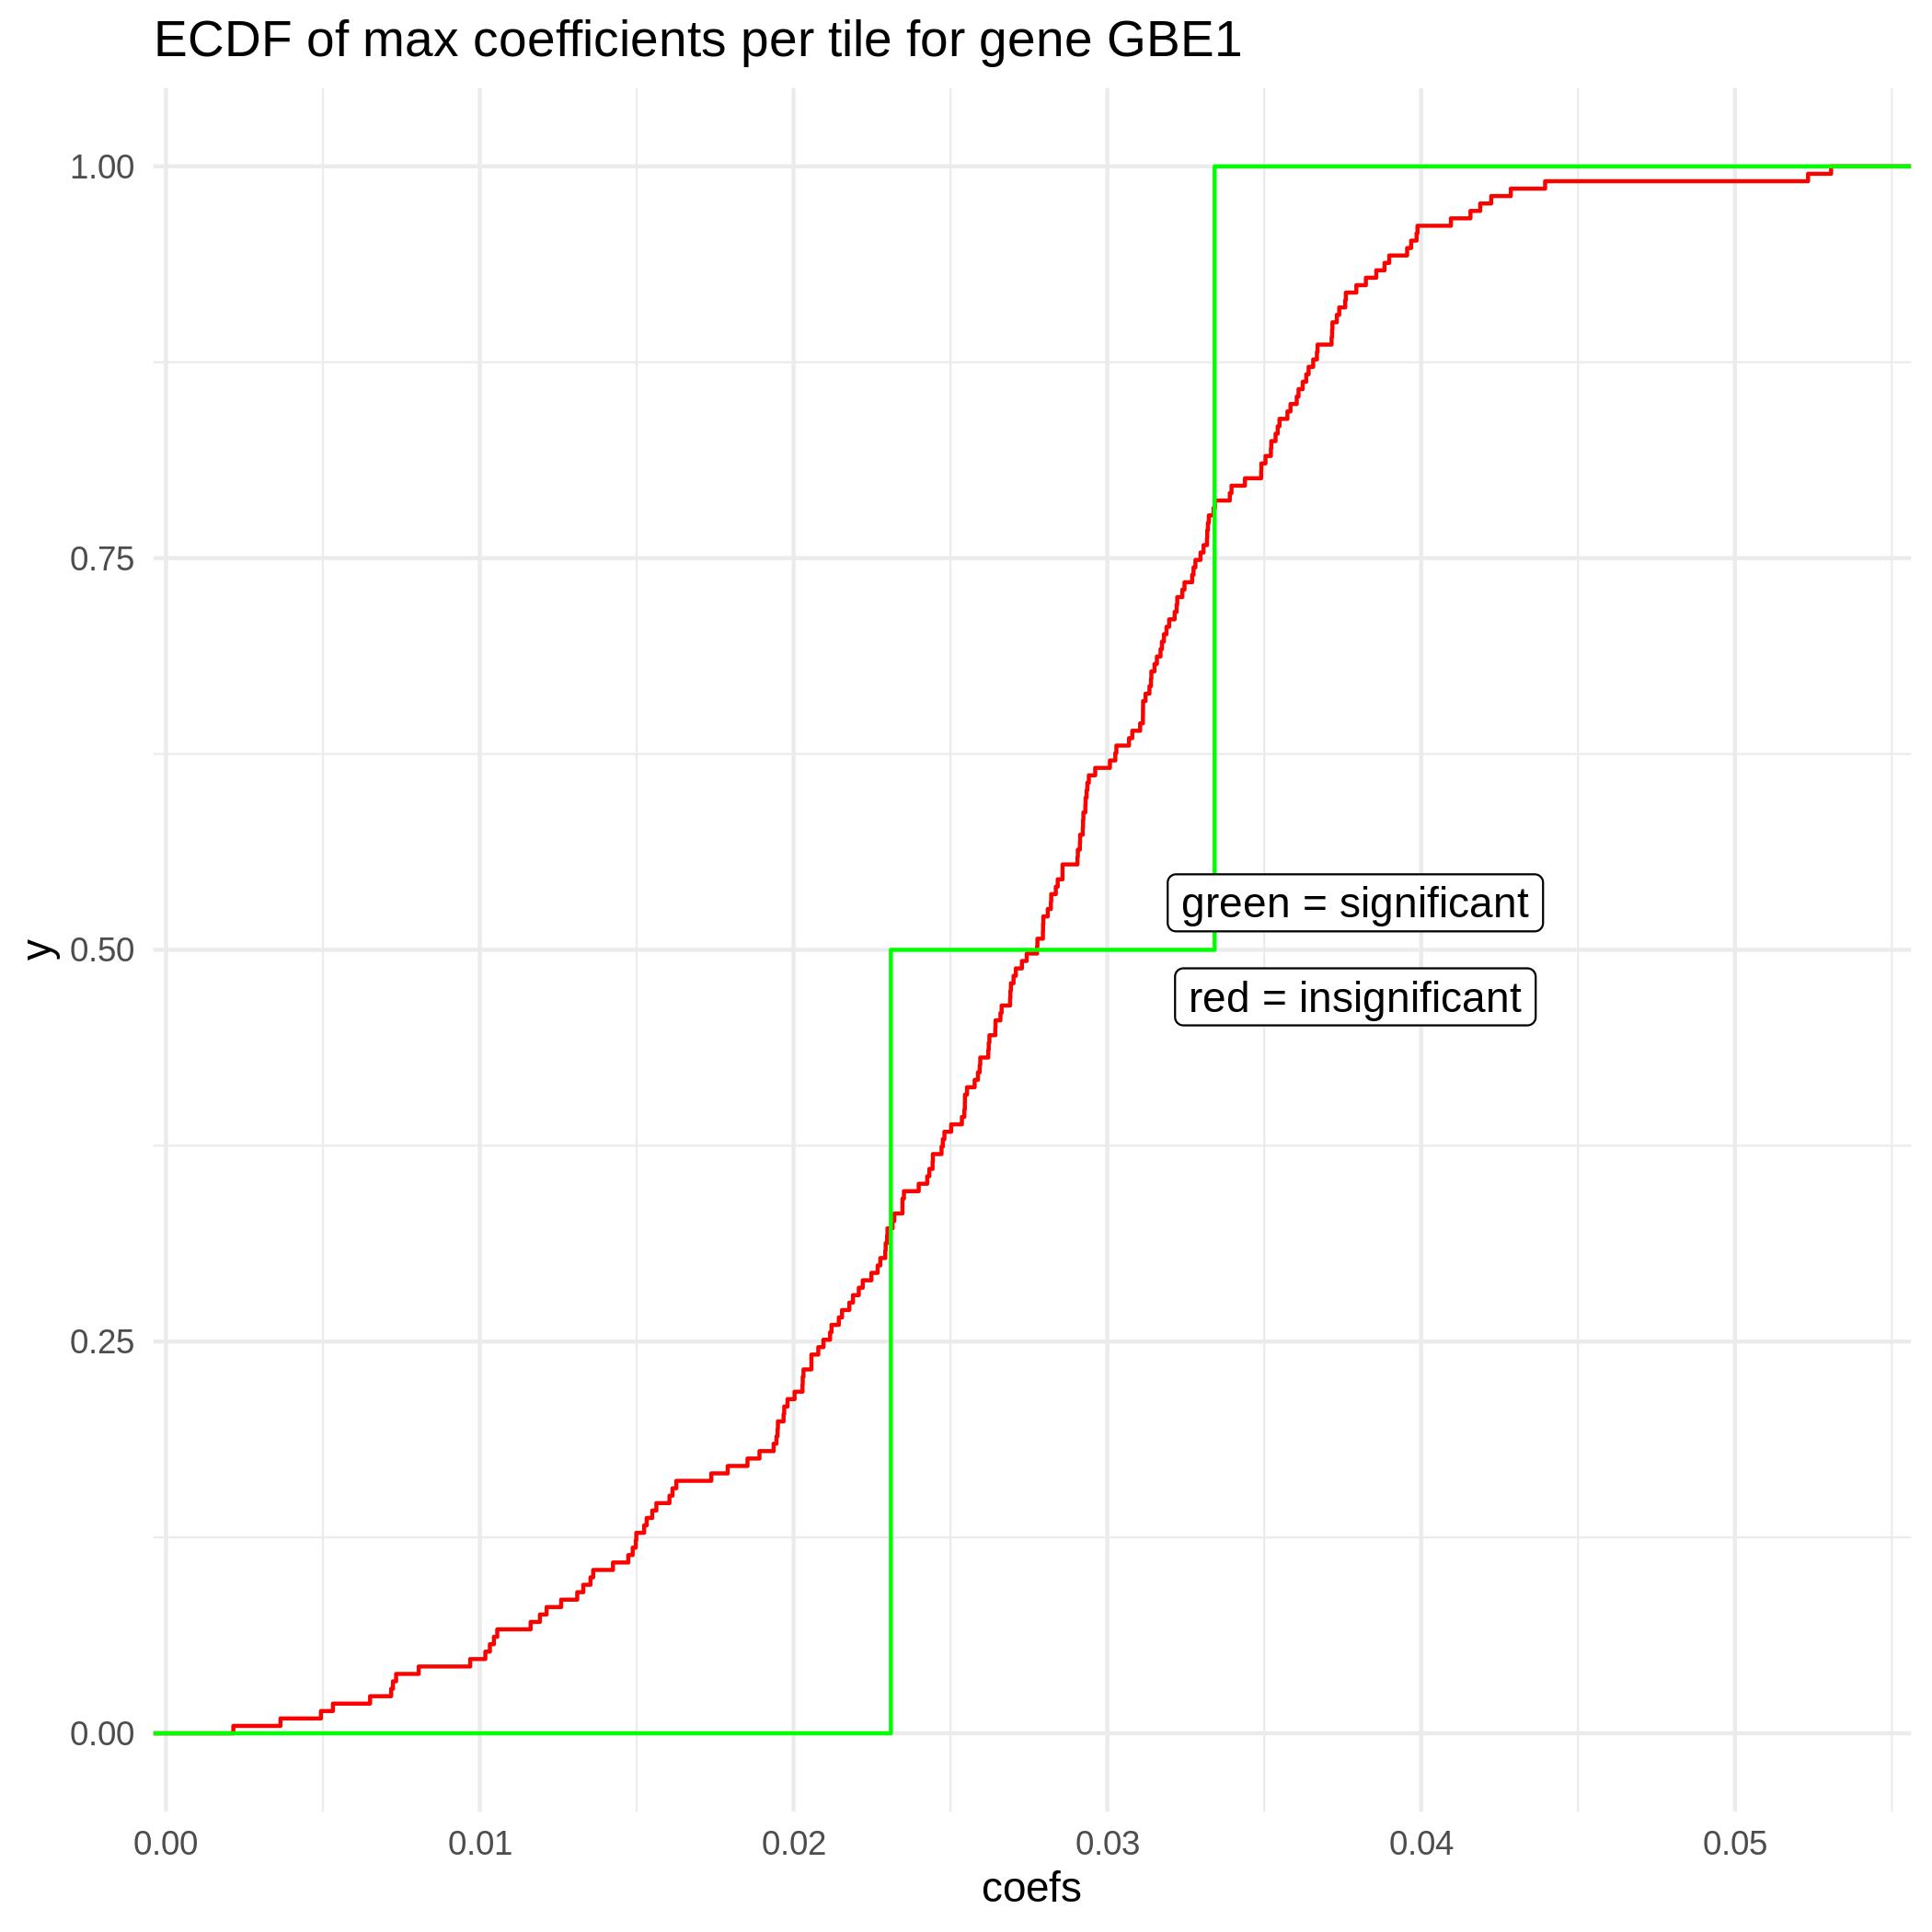 ECDF of max coefficients per tile for gene GBE1
1.00
0.75
0.50
0.25
0.00
y
green = significant
red = insignificant
0.00 0.01 0.02 0.03 0.04 0.05
coefs